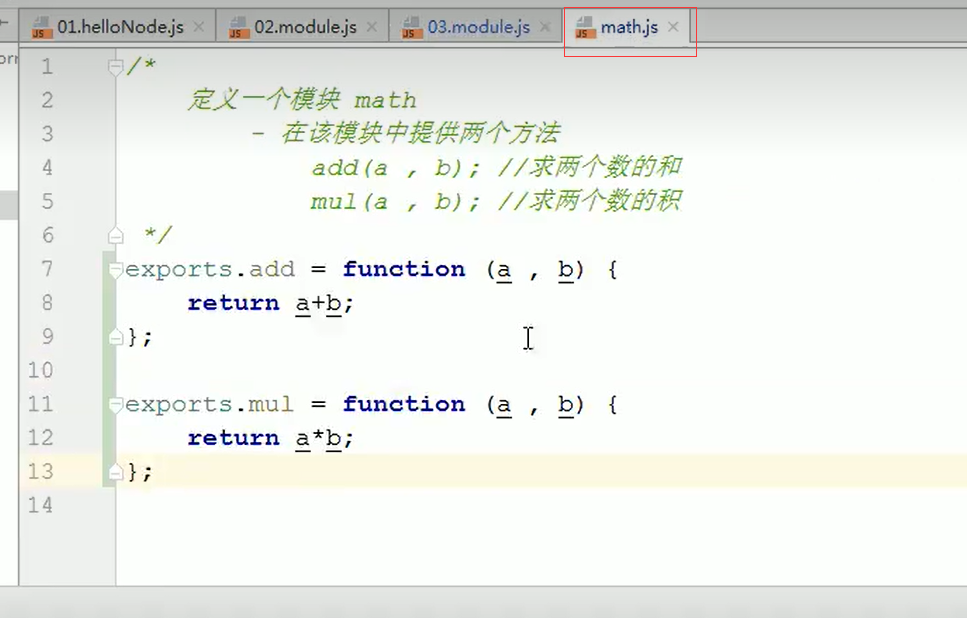 01.helloNode.js 02.module.js 03.module.js math.js
1 /*
2 定义一个模块 math
3 - 在该模块中提供两个方法
4 add(a , b); //求两个数的和
5 mul(a , b); //求两个数的积
6 */
7 exports.add = function (a , b) {
8 return a+b;
9 };
10
11 exports.mul = function (a , b) {
12 return a*b;
13 };
14